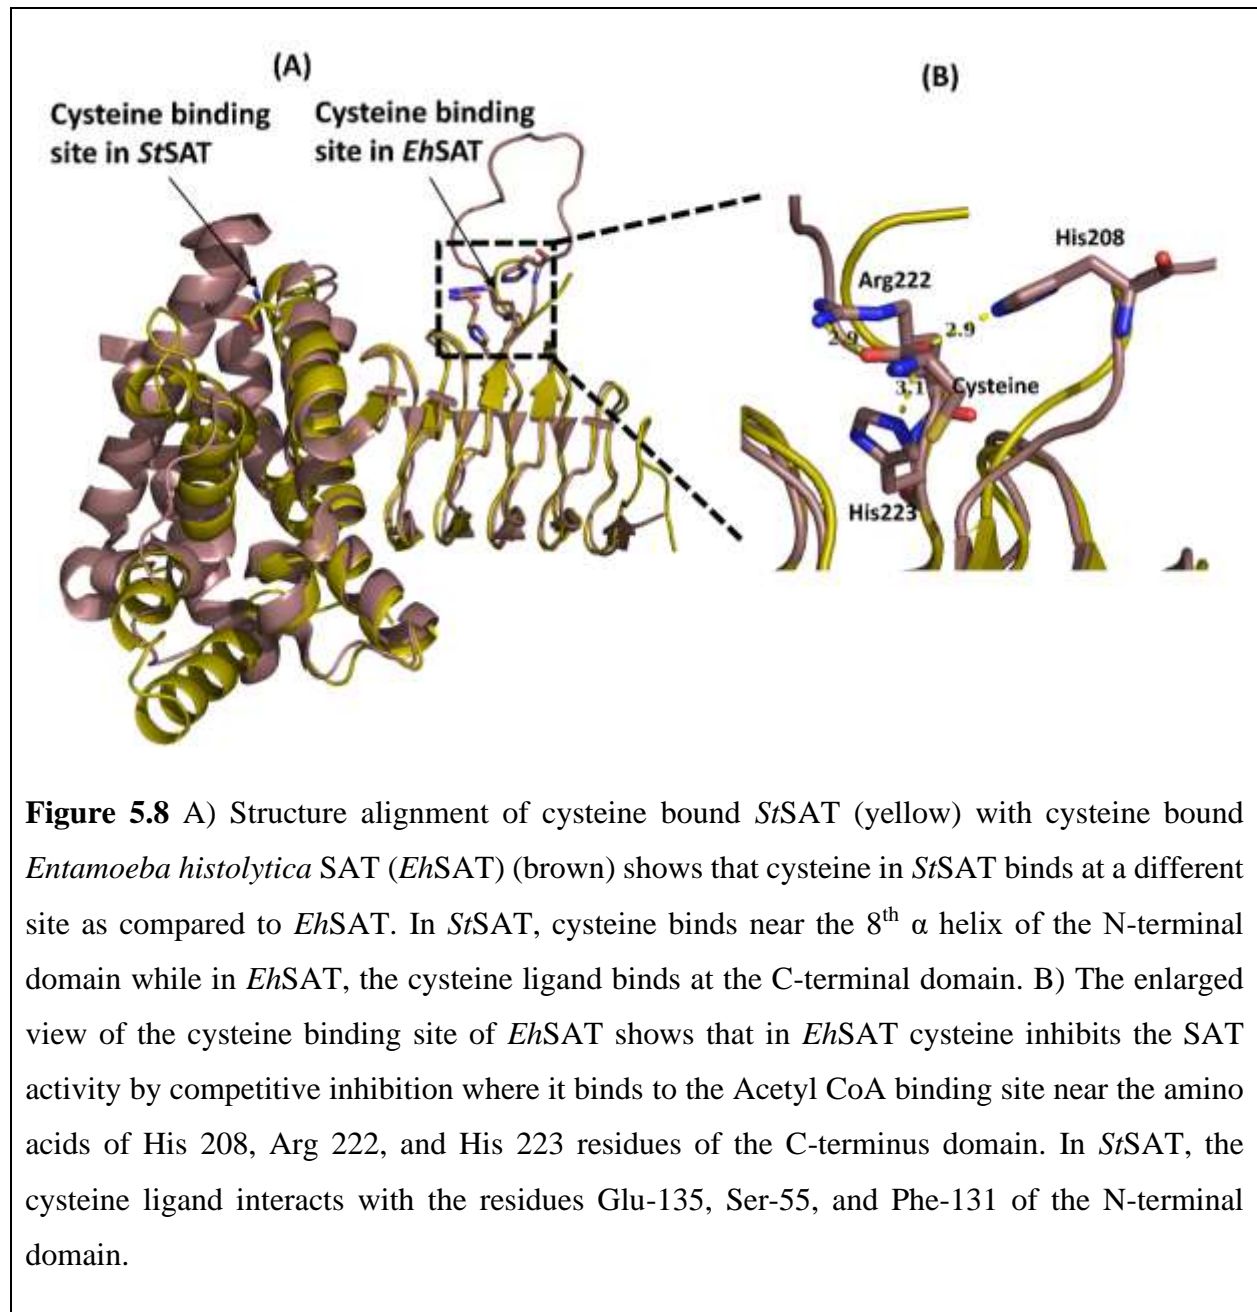 (A)
(B)
Cysteine binding
site in StSAT
Cysteine binding
site in EhSAT
His208
Arg222
2.9
2.9
3.1
Cysteine
His223
Figure 5.8 A) Structure alignment of cysteine bound StSAT (yellow) with cysteine bound
Entamoeba histolytica SAT (EhSAT) (brown) shows that cysteine in StSAT binds at a different
site as compared to EhSAT. In StSAT, cysteine binds near the 8th α helix of the N-terminal
domain while in EhSAT, the cysteine ligand binds at the C-terminal domain. B) The enlarged
view of the cysteine binding site of EhSAT shows that in EhSAT cysteine inhibits the SAT
activity by competitive inhibition where it binds to the Acetyl CoA binding site near the amino
acids of His 208, Arg 222, and His 223 residues of the C-terminus domain. In StSAT, the
cysteine ligand interacts with the residues Glu-135, Ser-55, and Phe-131 of the N-terminal
domain.